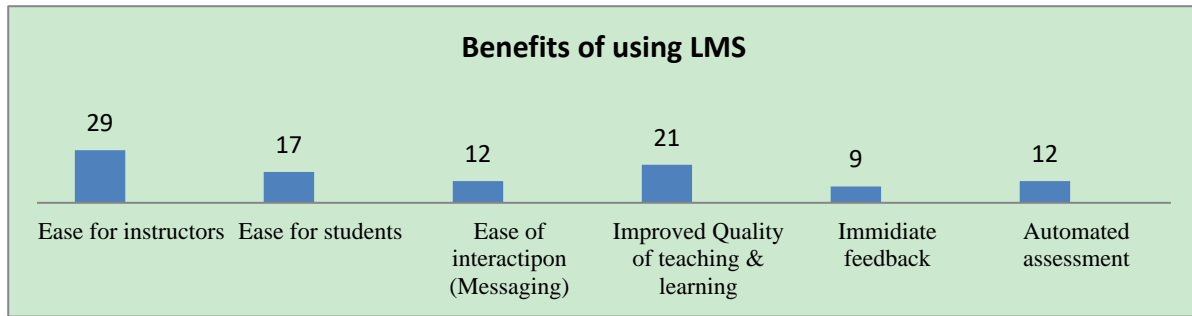 Benefits of using LMS
29
17
12
21
9
12
Ease for instructors
Ease for students
Ease of
interactipon
(Messaging)
Improved Quality
of teaching &
learning
Immidiate
feedback
Automated
assessment